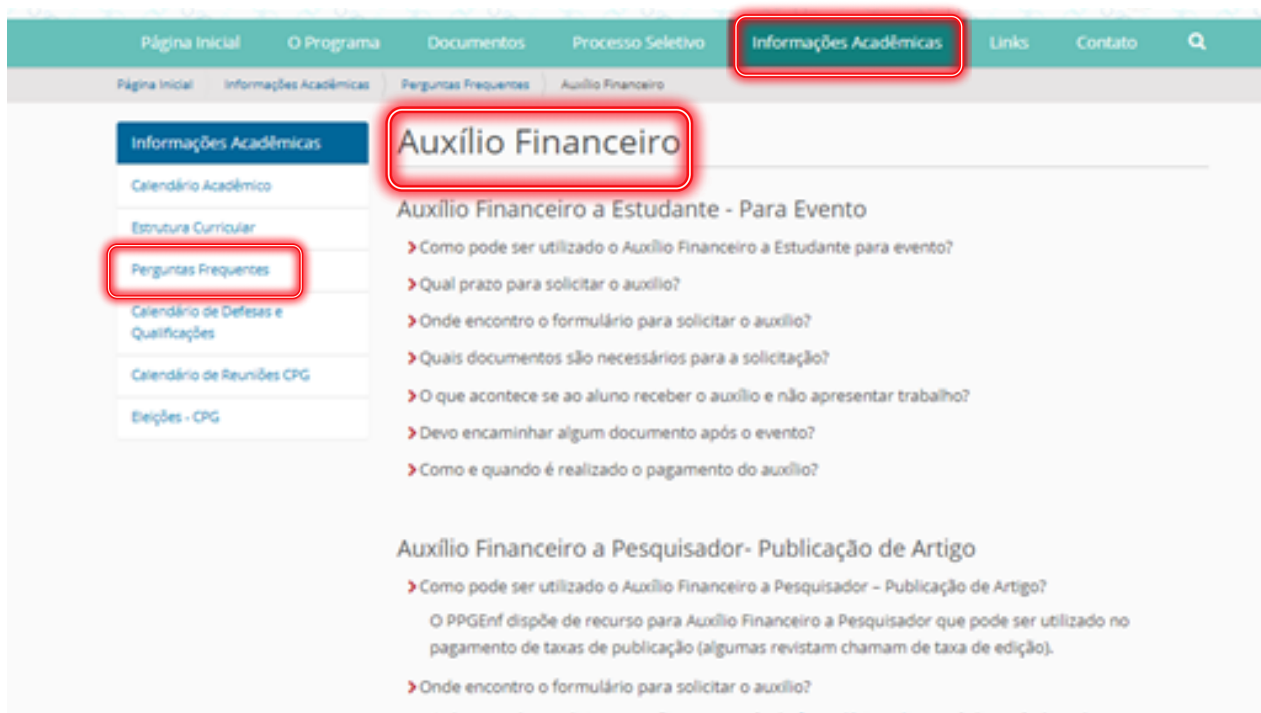 Página Inicial O Programa Documentos Processo Seletivo Informações Acadêmicas Links Contato
Página Inicial Informações Acadêmicas Perguntas Frequentes Auxílio Financeiro
Informações Acadêmicas
Calendário Acadêmico
Estrutura Curricular
Perguntas Frequentes
Calendário de Defesas e
Qualificações
Calendário de Reuniões CPG
Eleições - CPG
Auxílio Financeiro
Auxílio Financeiro a Estudante - Para Evento
Como pode ser utilizado o Auxílio Financeiro a Estudante para evento?
Qual prazo para solicitar o auxílio?
Onde encontro o formulário para solicitar o auxílio?
Quais documentos são necessários para a solicitação?
O que acontece se ao aluno receber o auxílio e não apresentar trabalho?
Devo encaminhar algum documento após o evento?
Como e quando é realizado o pagamento do auxílio?
Auxílio Financeiro a Pesquisador- Publicação de Artigo
Como pode ser utilizado o Auxílio Financeiro a Pesquisador – Publicação de Artigo?
O PPGEnf dispõe de recurso para Auxílio Financeiro a Pesquisador que pode ser utilizado no
pagamento de taxas de publicação (algumas revistam chamam de taxa de edição).
Onde encontro o formulário para solicitar o auxílio?